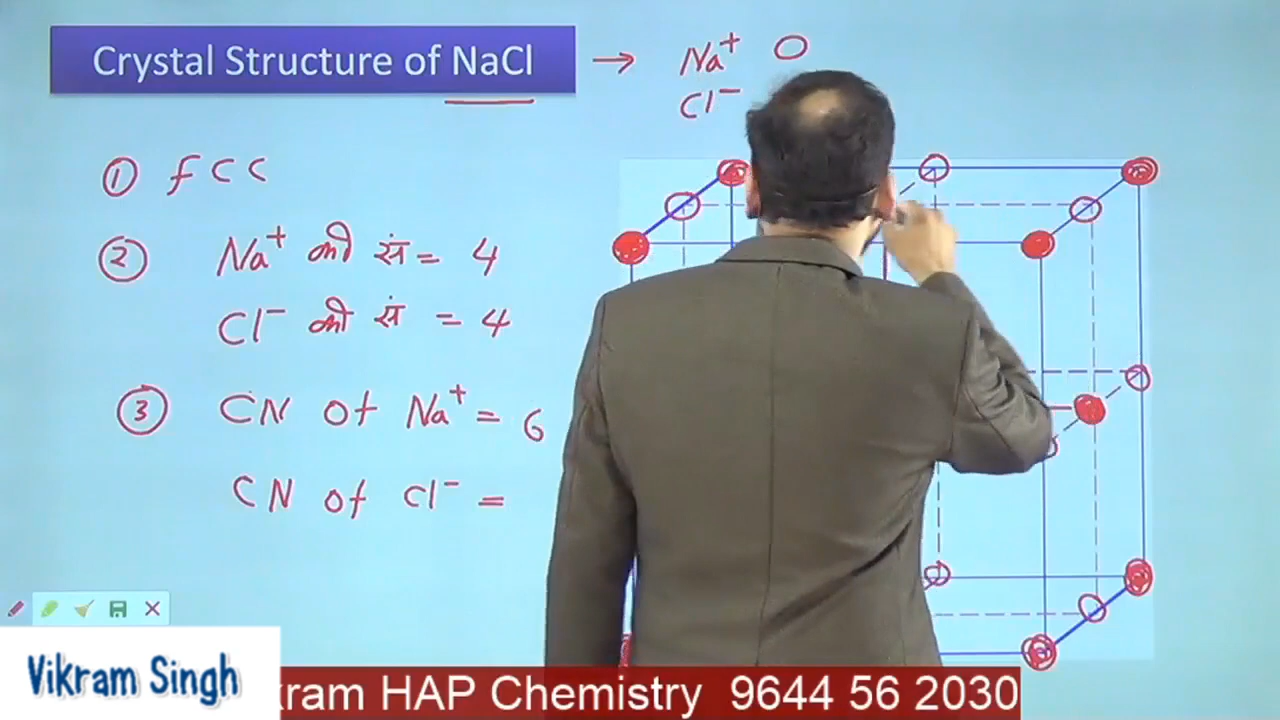 Crystal Structure of NaCl → Na⁺ O
Cl⁻
① FCC
② Na⁺ की सं = 4
Cl⁻ की सं = 4
③ CN of Na⁺ = 6
CN of Cl⁻ =
Vikram Singh
kram HAP Chemistry 9644 56 2030